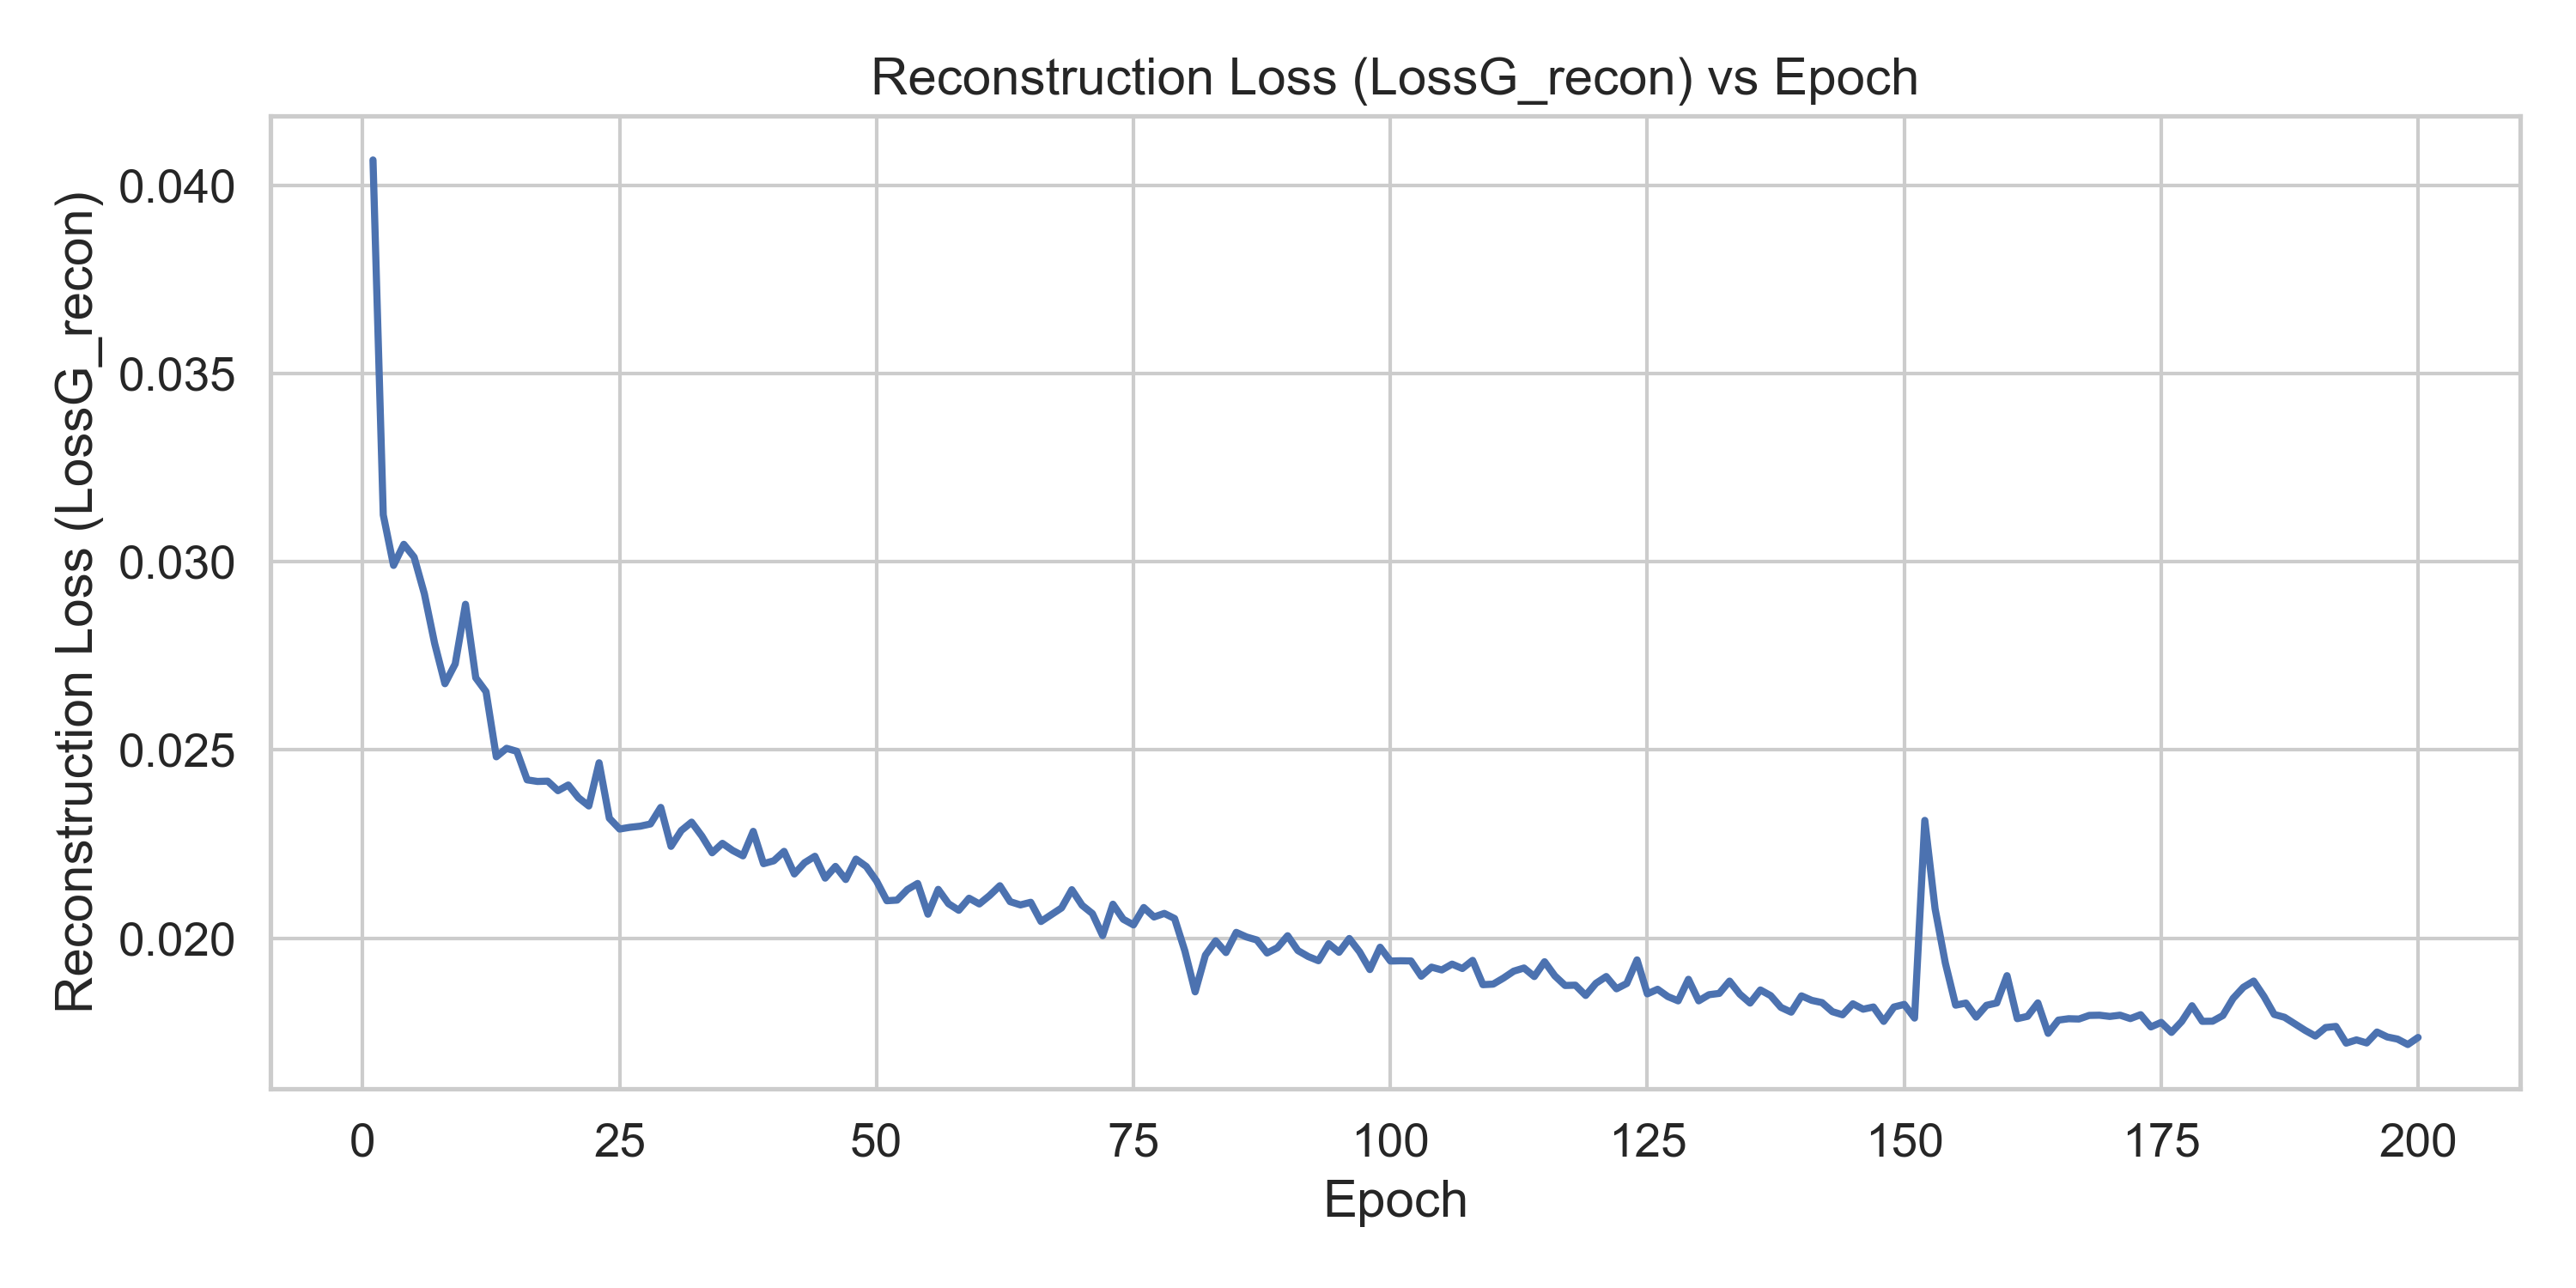 Reconstruction Loss (LossG_recon) vs Epoch
Reconstruction Loss (LossG_recon)
0.040
0.035
0.030
0.025
0.020
0 25 50 75 100 125 150 175 200
Epoch